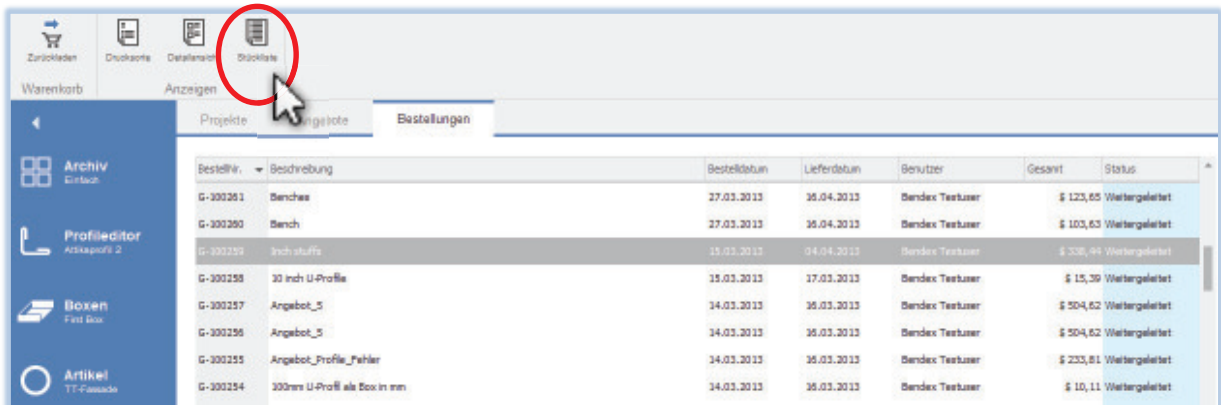 Zurückladen Drucksorte Detailansicht Stückliste
Warenkorb Anzeigen
Projekte Angebote Bestellungen
Archiv
Einfach
Profileditor
Artikelprofil 2
Boxen
First Box
Artikel
TT-Fassade
BestellNr. Beschreibung Bestelldatum Lieferdatum Benutzer Gesamt Status
G-100261 Benches 27.03.2013 16.04.2013 Bendex Testuser $ 123,65 Weitergeleitet
G-100260 Bench 27.03.2013 16.04.2013 Bendex Testuser $ 103,63 Weitergeleitet
G-100259 Inch stuffs 15.03.2013 04.04.2013 Bendex Testuser $ 338,44 Weitergeleitet
G-100258 10 inch U-Profile 15.03.2013 17.03.2013 Bendex Testuser $ 15,39 Weitergeleitet
G-100257 Angebot_S 14.03.2013 16.03.2013 Bendex Testuser $ 504,62 Weitergeleitet
G-100256 Angebot_S 14.03.2013 16.03.2013 Bendex Testuser $ 504,62 Weitergeleitet
G-100255 Angebot_Profile_Fehler 14.03.2013 16.03.2013 Bendex Testuser $ 233,81 Weitergeleitet
G-100254 100mm U-Profil als Box in mm 14.03.2013 16.03.2013 Bendex Testuser $ 10,11 Weitergeleitet